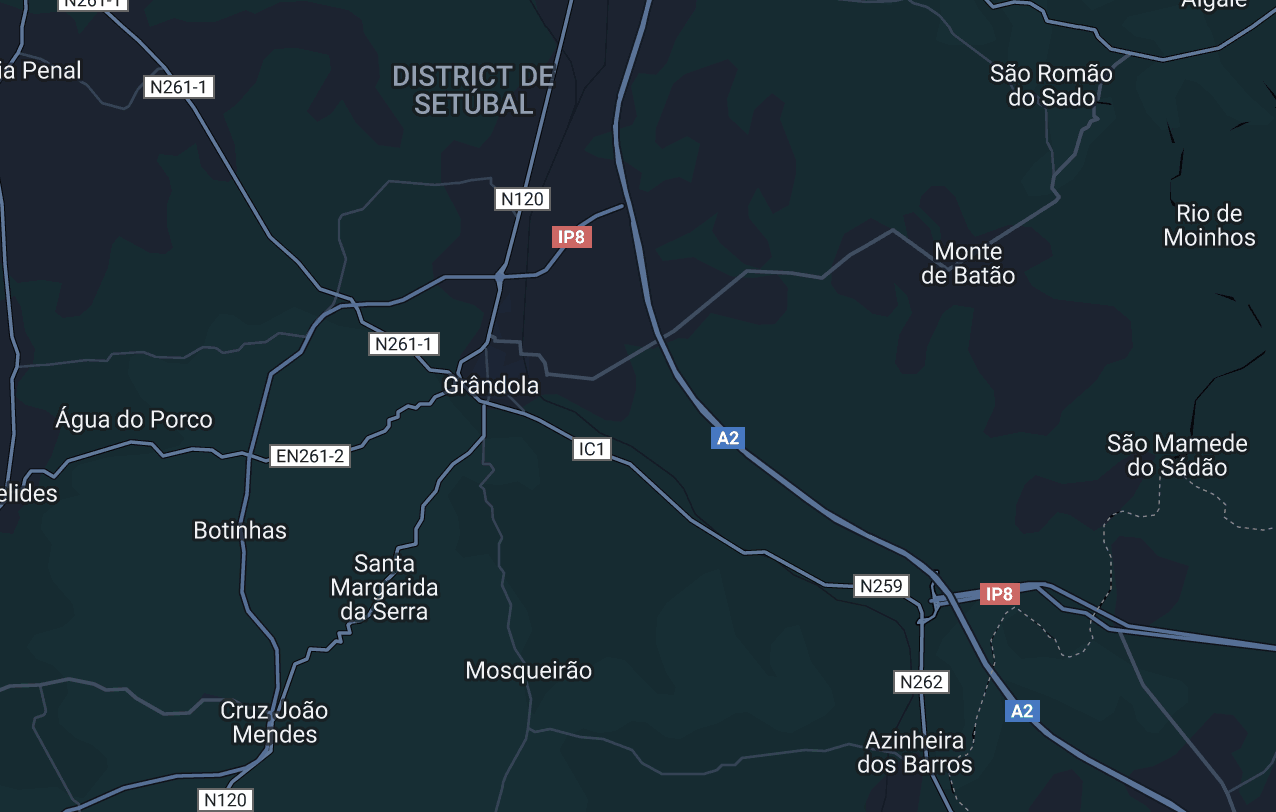 N261-1
ia Penal
N261-1
DISTRICT DE
SETÚBAL
São Romão
do Sado
N120
IP8
Rio de
Moinhos
Monte
de Batão
N261-1
Grândola
Água do Porco
EN261-2
IC1
A2
São Mamede
do Sádão
elides
Botinhas
Santa
Margarida
da Serra
N259
IP8
Mosqueirão
N262
Cruz João
Mendes
A2
Azinheira
dos Barros
N120